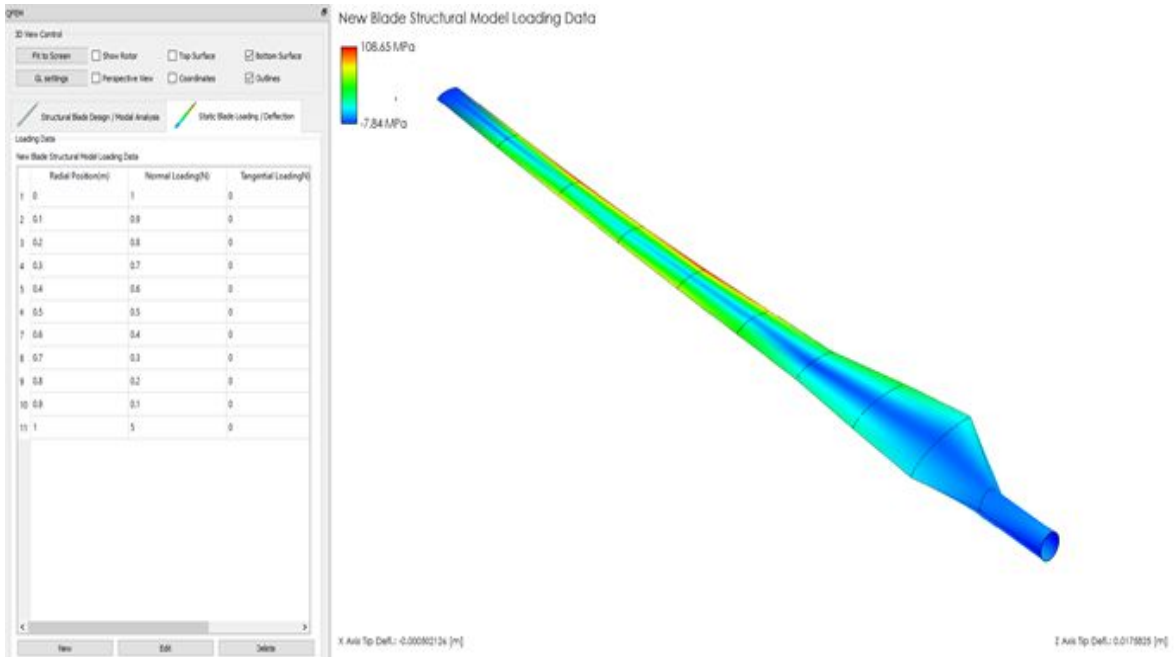 QFEM
3D View Control
Fit to Screen Show Rotor Top Surface Bottom Surface
GL settings Perspective View Coordinates Outlines
Structural Blade Design / Modal Analysis Static Blade Loading / Deflection
Loading Data
New Blade Structural Model Loading Data
Radial Position(m) Normal Loading(N) Tangential Loading(N)
1 0 1 0
2 0.1 0.9 0
3 0.2 0.8 0
4 0.3 0.7 0
5 0.4 0.6 0
6 0.5 0.5 0
7 0.6 0.4 0
8 0.7 0.3 0
9 0.8 0.2 0
10 0.9 0.1 0
11 1 5 0
New Edit Delete
New Blade Structural Model Loading Data
108.65 MPa
-7.84 MPa
X Axis Tip Defl.: -0.000502126 [m]
Z Axis Tip Defl.: 0.0175825 [m]